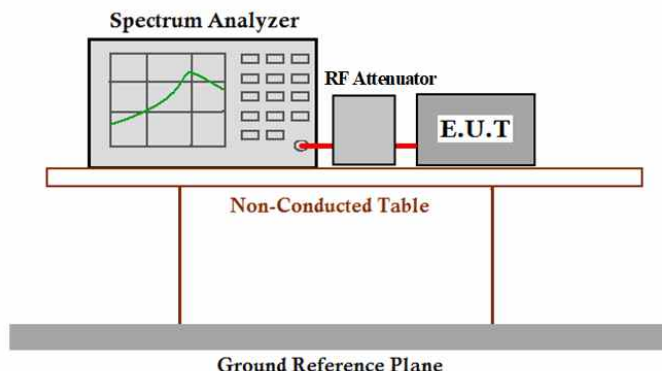 Spectrum Analyzer
RF Attenuator
E.U.T
Non-Conducted Table
Ground Reference Plane